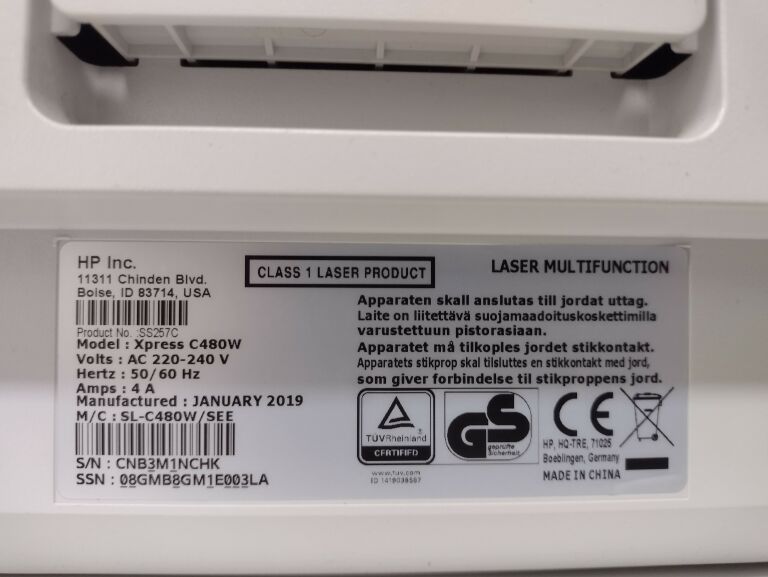 HP Inc.
11311 Chinden Blvd.
Boise, ID 83714, USA
Product No. :SS257C
Model : Xpress C480W
Volts : AC 220-240 V
Hertz : 50/60 Hz
Amps : 4 A
Manufactured : JANUARY 2019
M/C : SL-C480W/SEE
S/N : CNB3M1NCHK
SSN : 08GMB8GM1E003LA
CLASS 1 LASER PRODUCT
LASER MULTIFUNCTION
Apparaten skall anslutas till jordat uttag.
Laite on liitettävä suojamaadoituskoskettimilla
varustettuun pistorasiaan.
Apparatet må tilkoples jordet stikkontakt.
Apparatets stikprop skal tilsluttes en stikkontakt med jord,
som giver forbindelse til stikproppens jord.
TÜVRheinland
CERTIFIED
www.tuv.com
ID 1419038587
GS
geprüfte
Sicherheit
CE
HP, HQ-TRE, 71025
Boeblingen, Germany
MADE IN CHINA